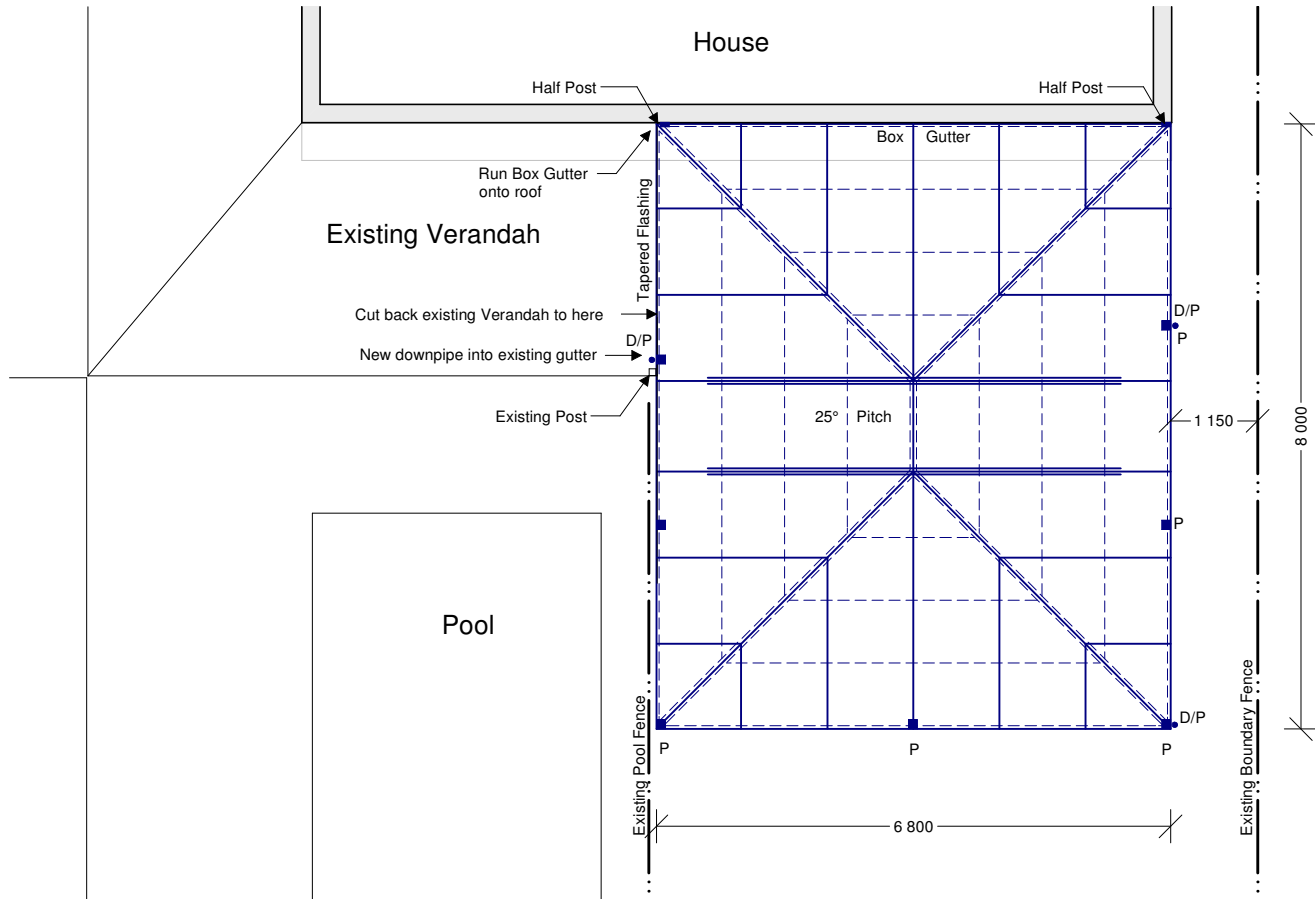 House
Half Post
Half Post
Box Gutter
Run Box Gutter
onto roof
Tapered Flashing
Existing Verandah
Cut back existing Verandah to here
D/P
D/P
P
New downpipe into existing gutter
Existing Post
25° Pitch
1 150
8 000
P
Pool
Existing Pool Fence
Existing Boundary Fence
D/P
P
P
P
6 800